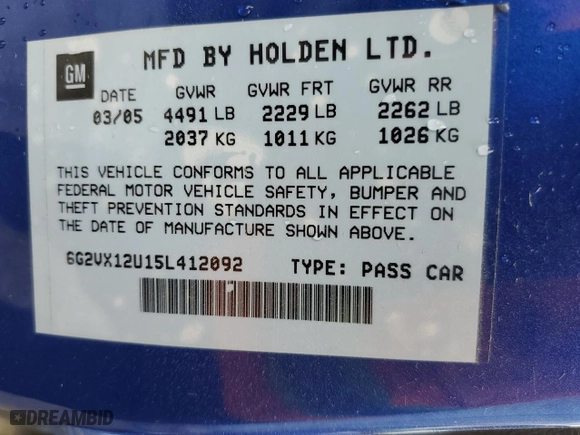 GM
MFD BY HOLDEN LTD.
DATE GVWR GVWR FRT GVWR RR
03/05 4491 LB 2229 LB 2262 LB
2037 KG 1011 KG 1026 KG
THIS VEHICLE CONFORMS TO ALL APPLICABLE
FEDERAL MOTOR VEHICLE SAFETY, BUMPER AND
THEFT PREVENTION STANDARDS IN EFFECT ON
THE DATE OF MANUFACTURE SHOWN ABOVE.
6G2VX12U15L412092 TYPE: PASS CAR
DREAMBID